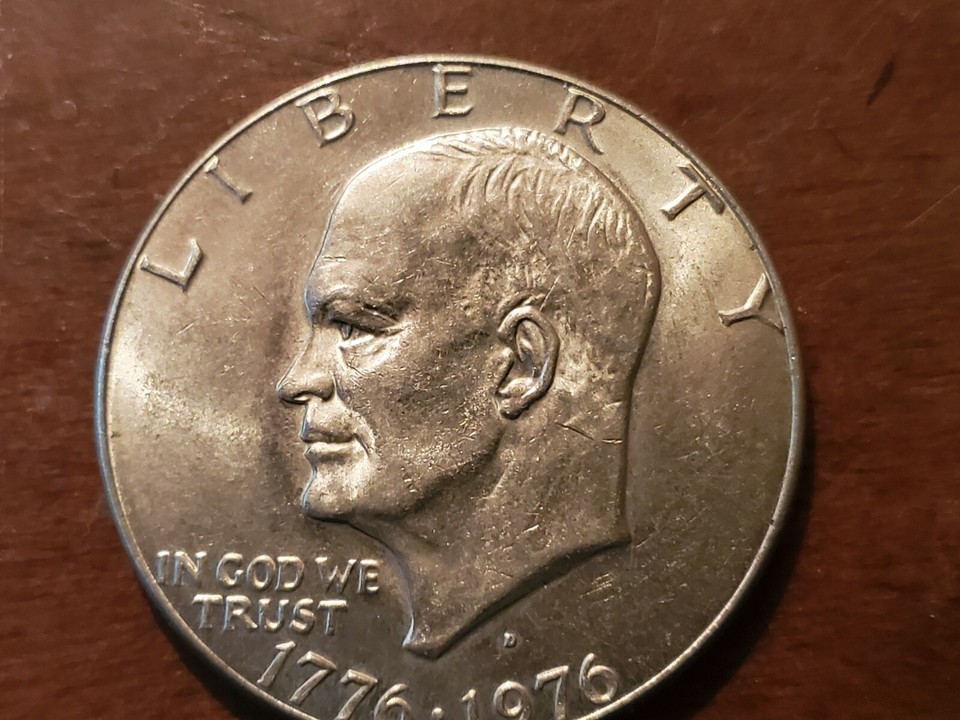 LIBERTY
IN GOD WE
TRUST
D
1776 · 1976